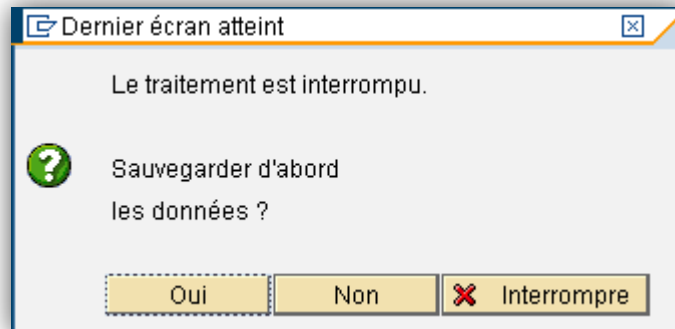 Dernier écran atteint
Le traitement est interrompu.
Sauvegarder d'abord
les données ?
Oui Non Interrompre